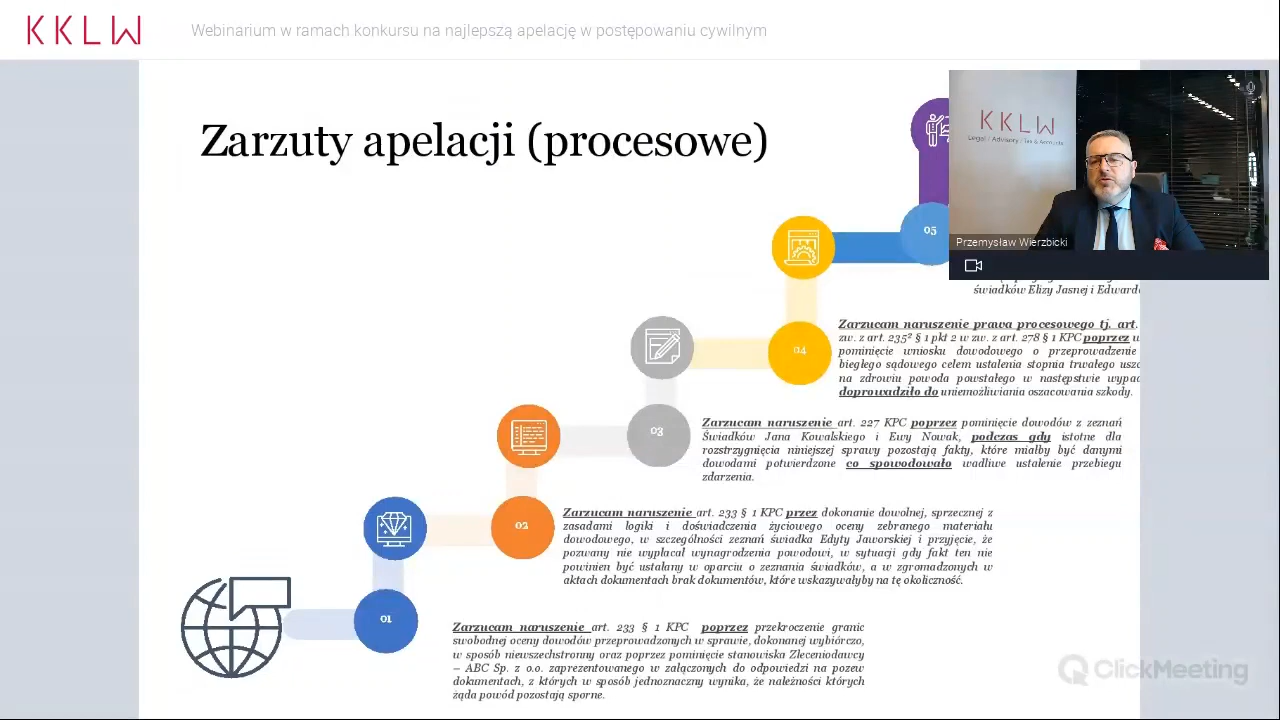 KKLW
Webinarium w ramach konkursu na najlepszą apelację w postępowaniu cywilnym
Zarzuty apelacji (procesowe)
KKLW
Legal / Advisory / Tax & Accounts
Przemysław Wierzbicki
05
świadków Elizy Jasnej i Edwarda
04
Zarzucam naruszenie prawa procesowego tj. art.
zw. z art. 235² § 1 pkt 2 w zw. z art. 278 § 1 KPC poprzez
pominięcie wniosku dowodowego o przeprowadzenie
biegłego sądowego celem ustalenia stopnia trwałego
na zdrowiu powoda powstałego w następstwie
doprowadziło do uniemożliwiania oszacowania szkody.
03
Zarzucam naruszenie art. 227 KPC poprzez pominięcie dowodów z zeznań
Świadków Jana Kowalskiego i Ewy Nowak, podczas gdy istotne dla
rozstrzygnięcia niniejszej sprawy pozostają fakty, które miałby być danymi
dowodami potwierdzone co spowodowało wadliwe ustalenie przebiegu
zdarzenia.
02
Zarzucam naruszenie art. 233 § 1 KPC przez dokonanie dowolnej, sprzecznej z
zasadami logiki i doświadczenia życiowego oceny zebranego materiału
dowodowego, w szczególności zeznań świadka Edyty Jaworskiej i przyjęcie, że
pozwany nie wypłacał wynagrodzenia powodowi, w sytuacji gdy fakt ten nie
powinien być ustalany w oparciu o zeznania świadków, a w zgromadzonych w
aktach dokumentach brak dokumentów, które wskazywałyby na tę okoliczność.
01
Zarzucam naruszenie art. 233 § 1 KPC poprzez przekroczenie granic
swobodnej oceny dowodów przeprowadzonych w sprawie, dokonanej wybiórczo,
w sposób niewszechstronny oraz poprzez pominięcie stanowiska Zleceniodawcy
– ABC Sp. z o.o. zaprezentowanego w załączonych do odpowiedzi na pozew
dokumentach, z których w sposób jednoznaczny wynika, że należności których
żąda powód pozostają sporne.
ClickMeeting